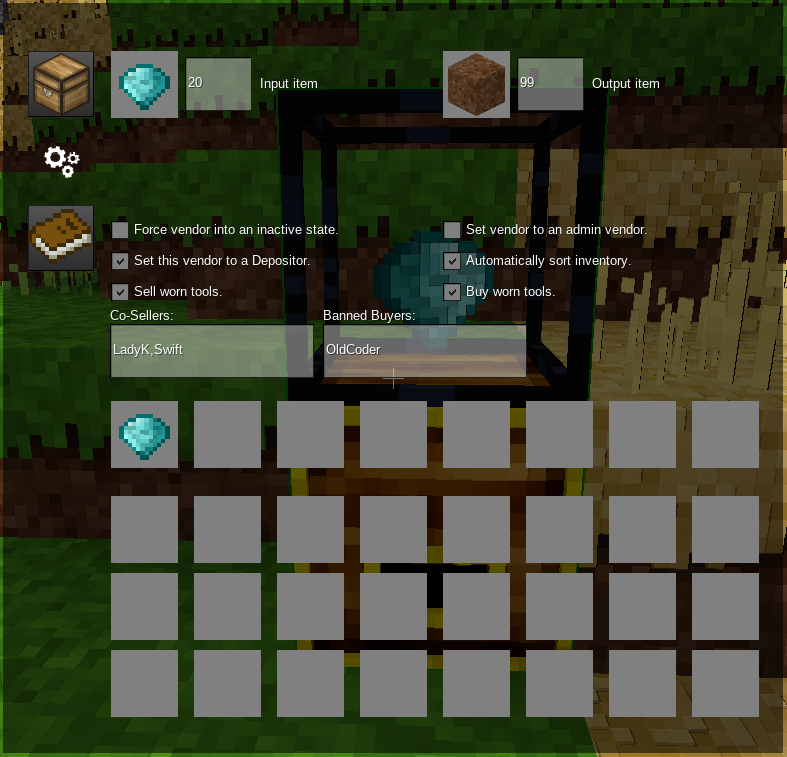 20
Input item
99
Output item
Force vendor into an inactive state.
Set vendor to an admin vendor.
Set this vendor to a Depositor.
Automatically sort inventory.
Sell worn tools.
Buy worn tools.
Co-Sellers:
Banned Buyers:
LadyK,Swift
OldCoder